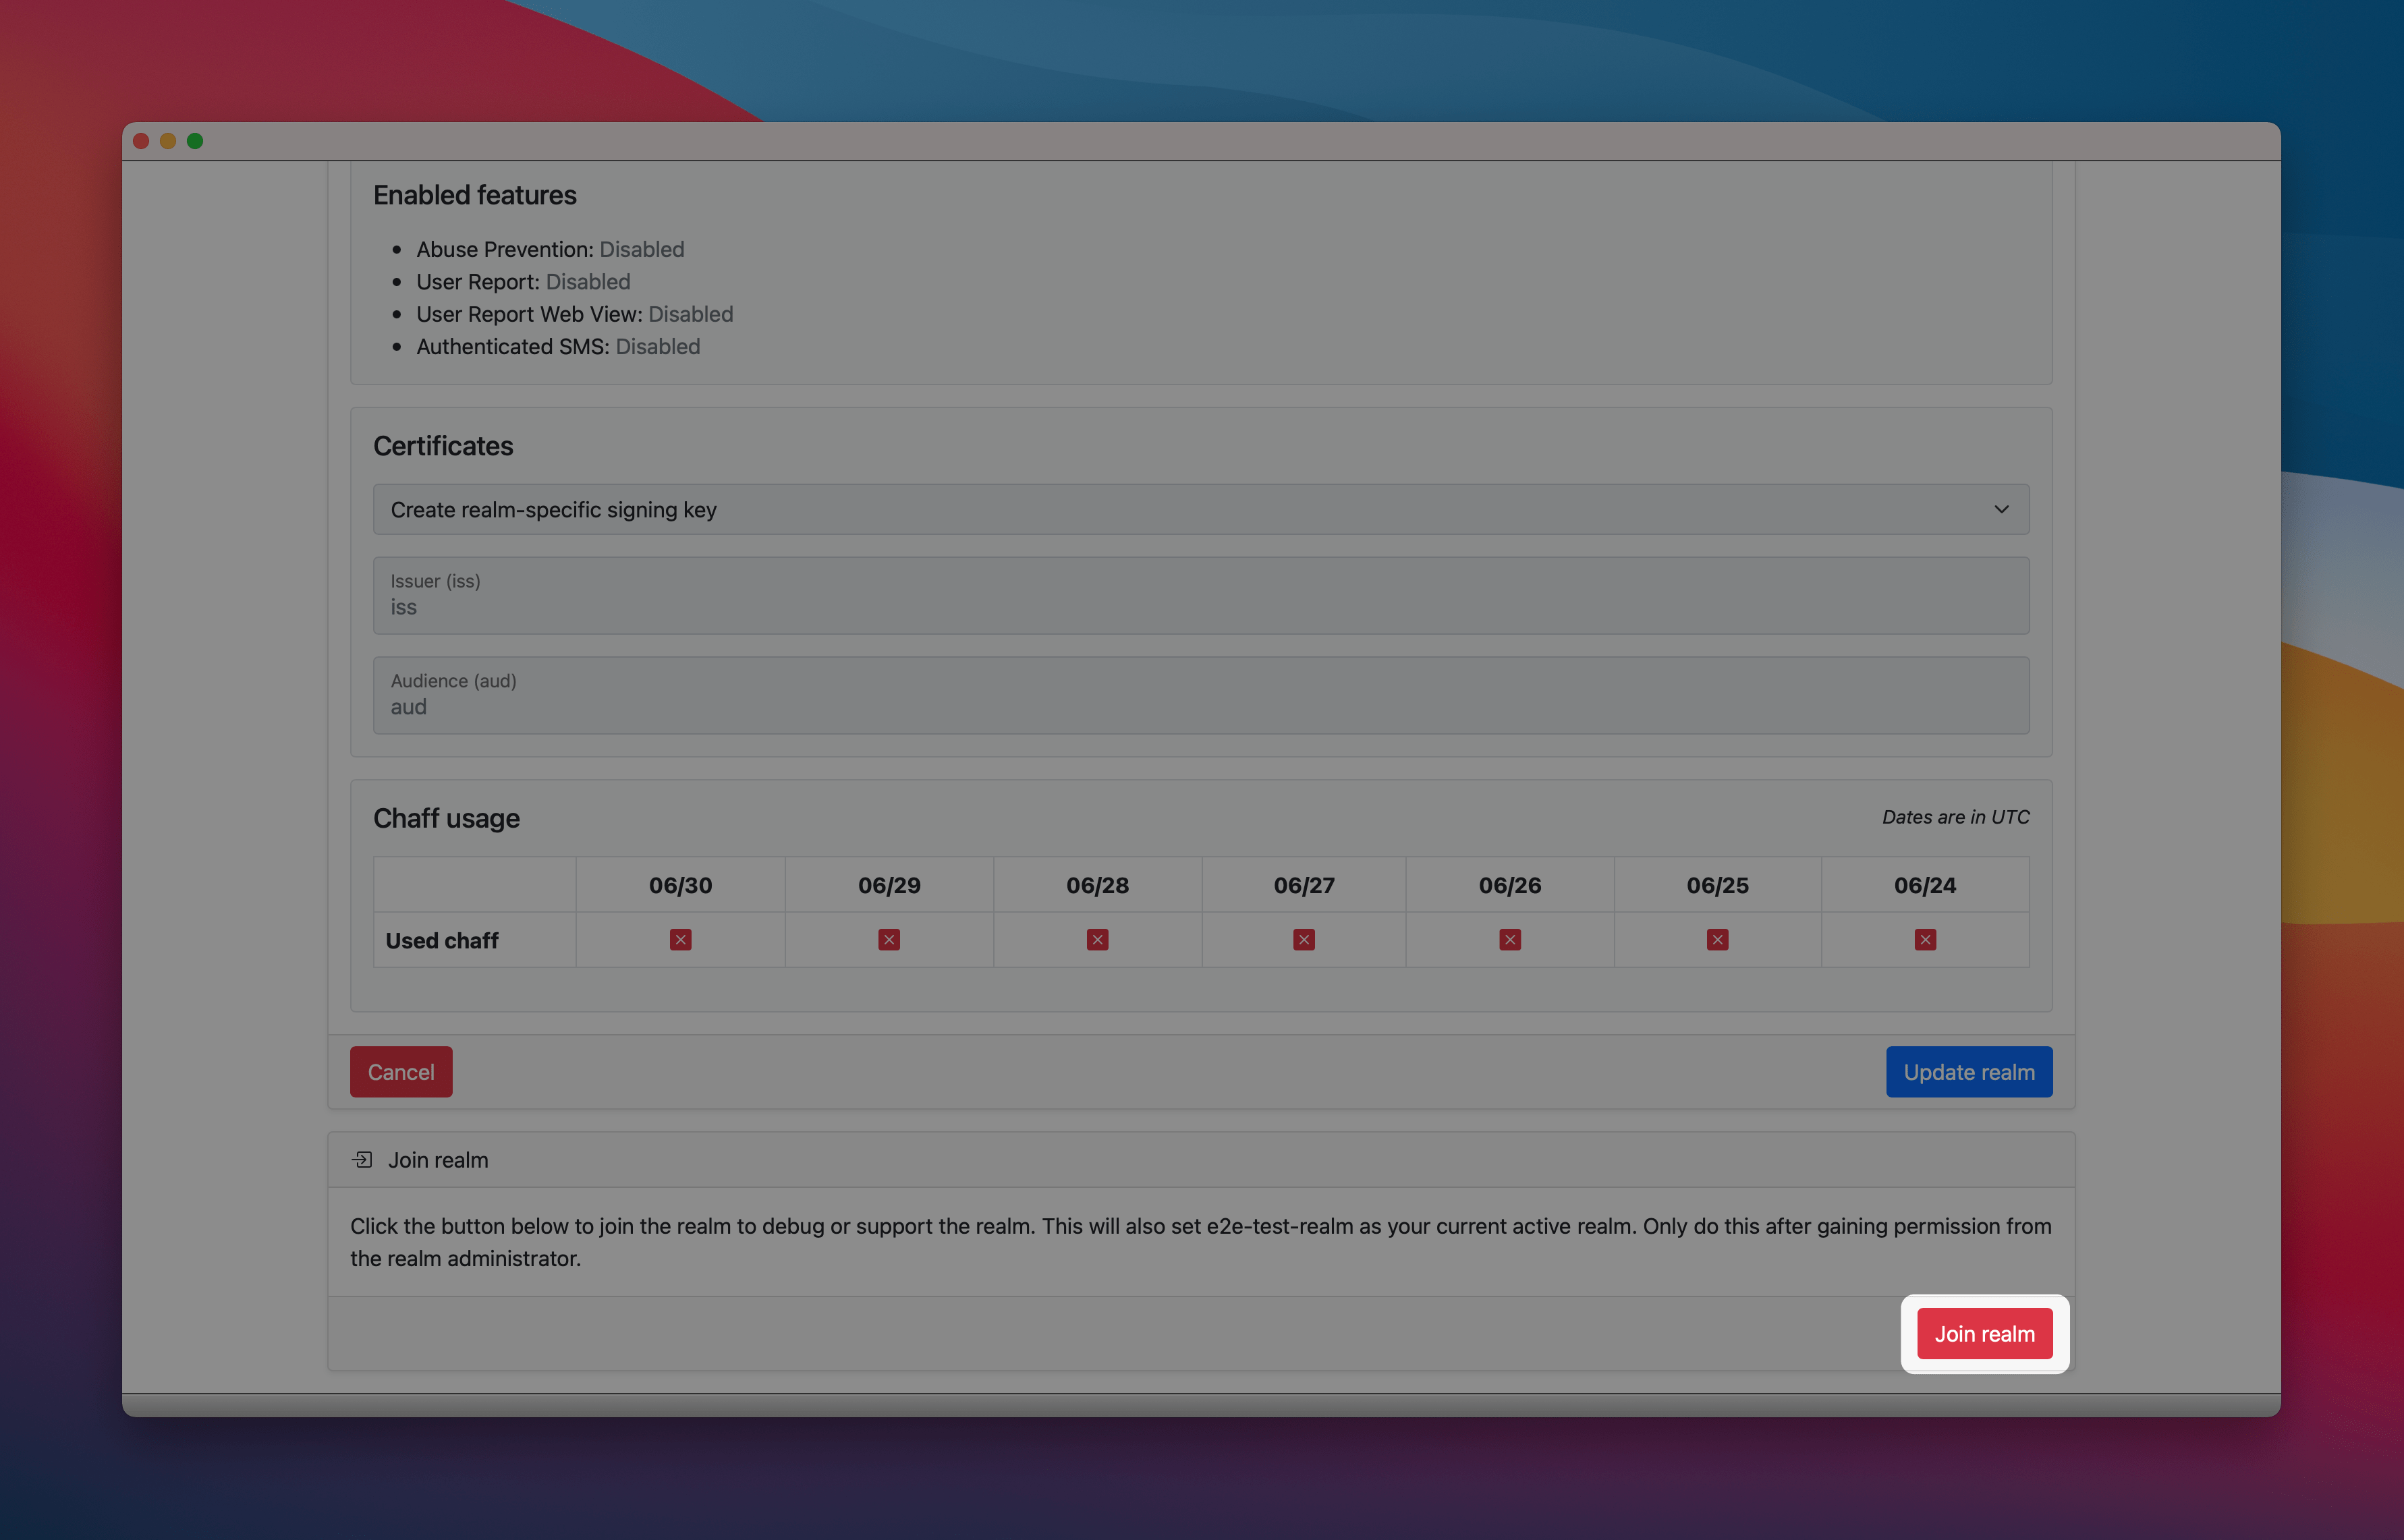 Enabled features
Abuse Prevention: Disabled
User Report: Disabled
User Report Web View: Disabled
Authenticated SMS: Disabled
Certificates
Create realm-specific signing key
Issuer (iss)
iss
Audience (aud)
aud
Chaff usage
Dates are in UTC
06/30 06/29 06/28 06/27 06/26 06/25 06/24
Used chaff
Cancel
Update realm
Join realm
Click the button below to join the realm to debug or support the realm. This will also set e2e-test-realm as your current active realm. Only do this after gaining permission from
the realm administrator.
Join realm